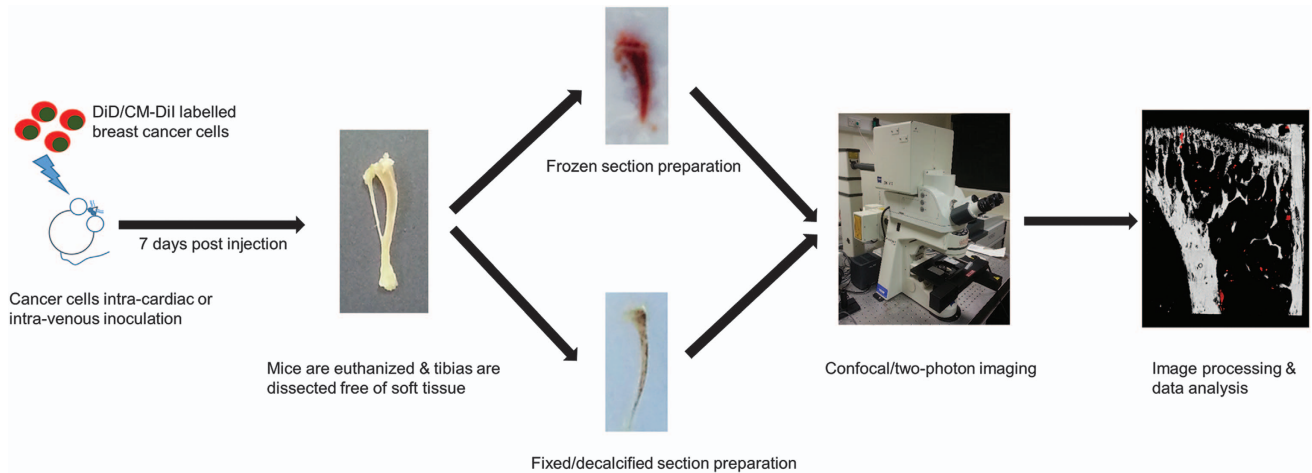 DiD/CM-DiI labelled
breast cancer cells
7 days post injection
Cancer cells intra-cardiac or
intra-venous inoculation
Mice are euthanized & tibias are
dissected free of soft tissue
Frozen section preparation
Fixed/decalcified section preparation
Confocal/two-photon imaging
Image processing &
data analysis